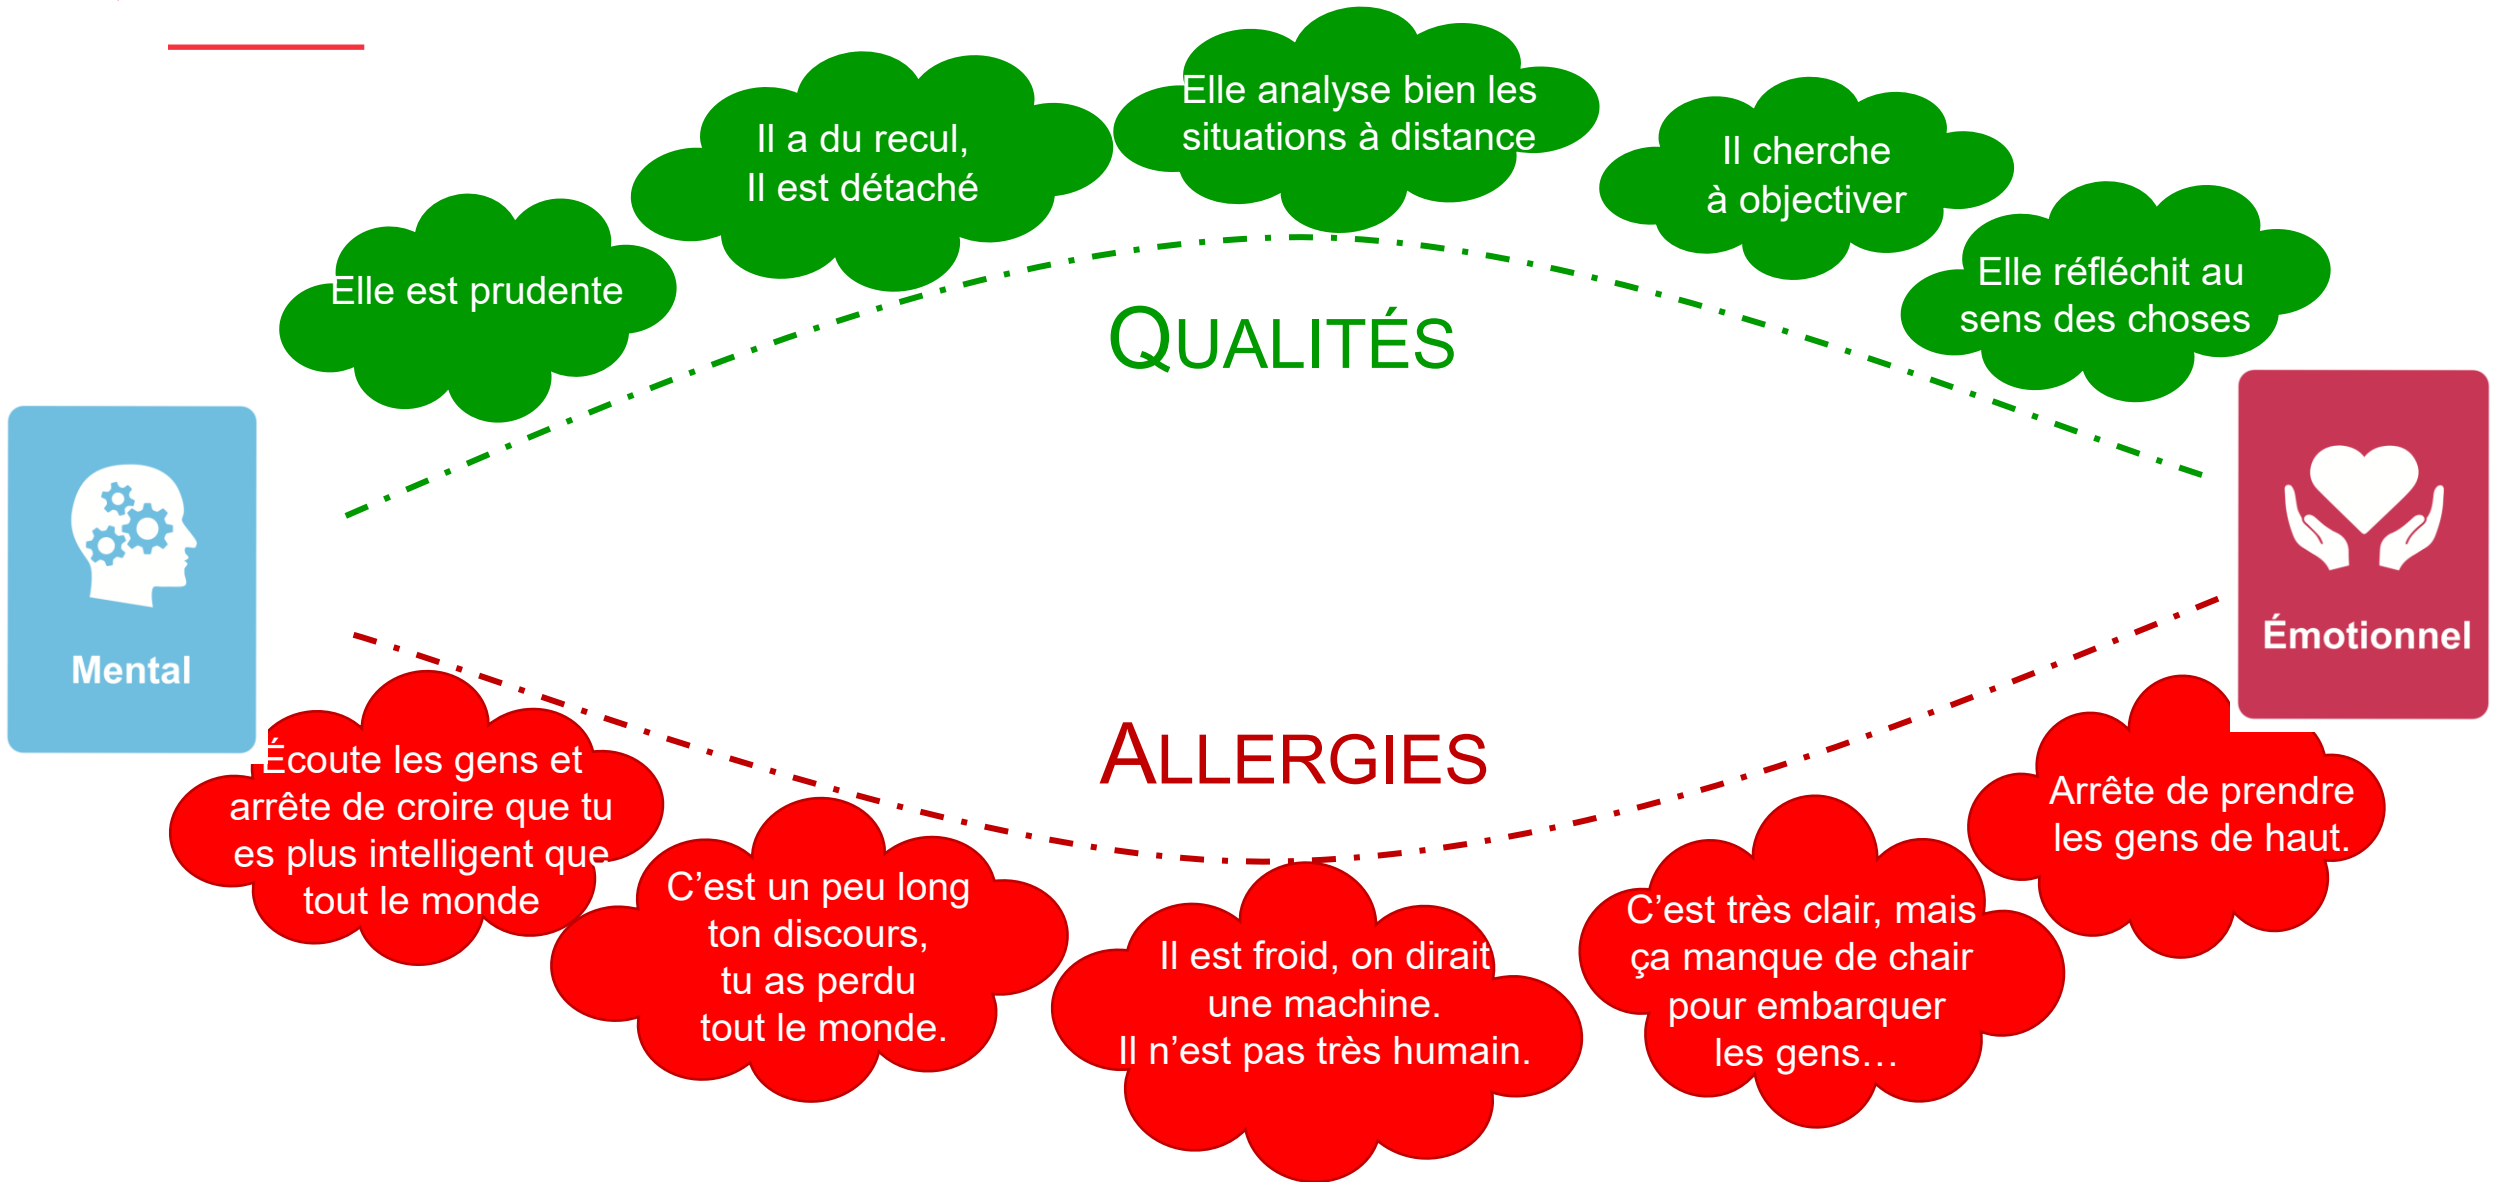 Elle est prudente
Il a du recul,
Il est détaché
Elle analyse bien les
situations à distance
Il cherche
à objectiver
Elle réfléchit au
sens des choses
QUALITÉS
Mental
Émotionnel
ALLERGIES
Écoute les gens et
arrête de croire que tu
es plus intelligent que
tout le monde
C’est un peu long
ton discours,
tu as perdu
tout le monde.
Il est froid, on dirait
une machine.
Il n’est pas très humain.
C’est très clair, mais
ça manque de chair
pour embarquer
les gens…
Arrête de prendre
les gens de haut.